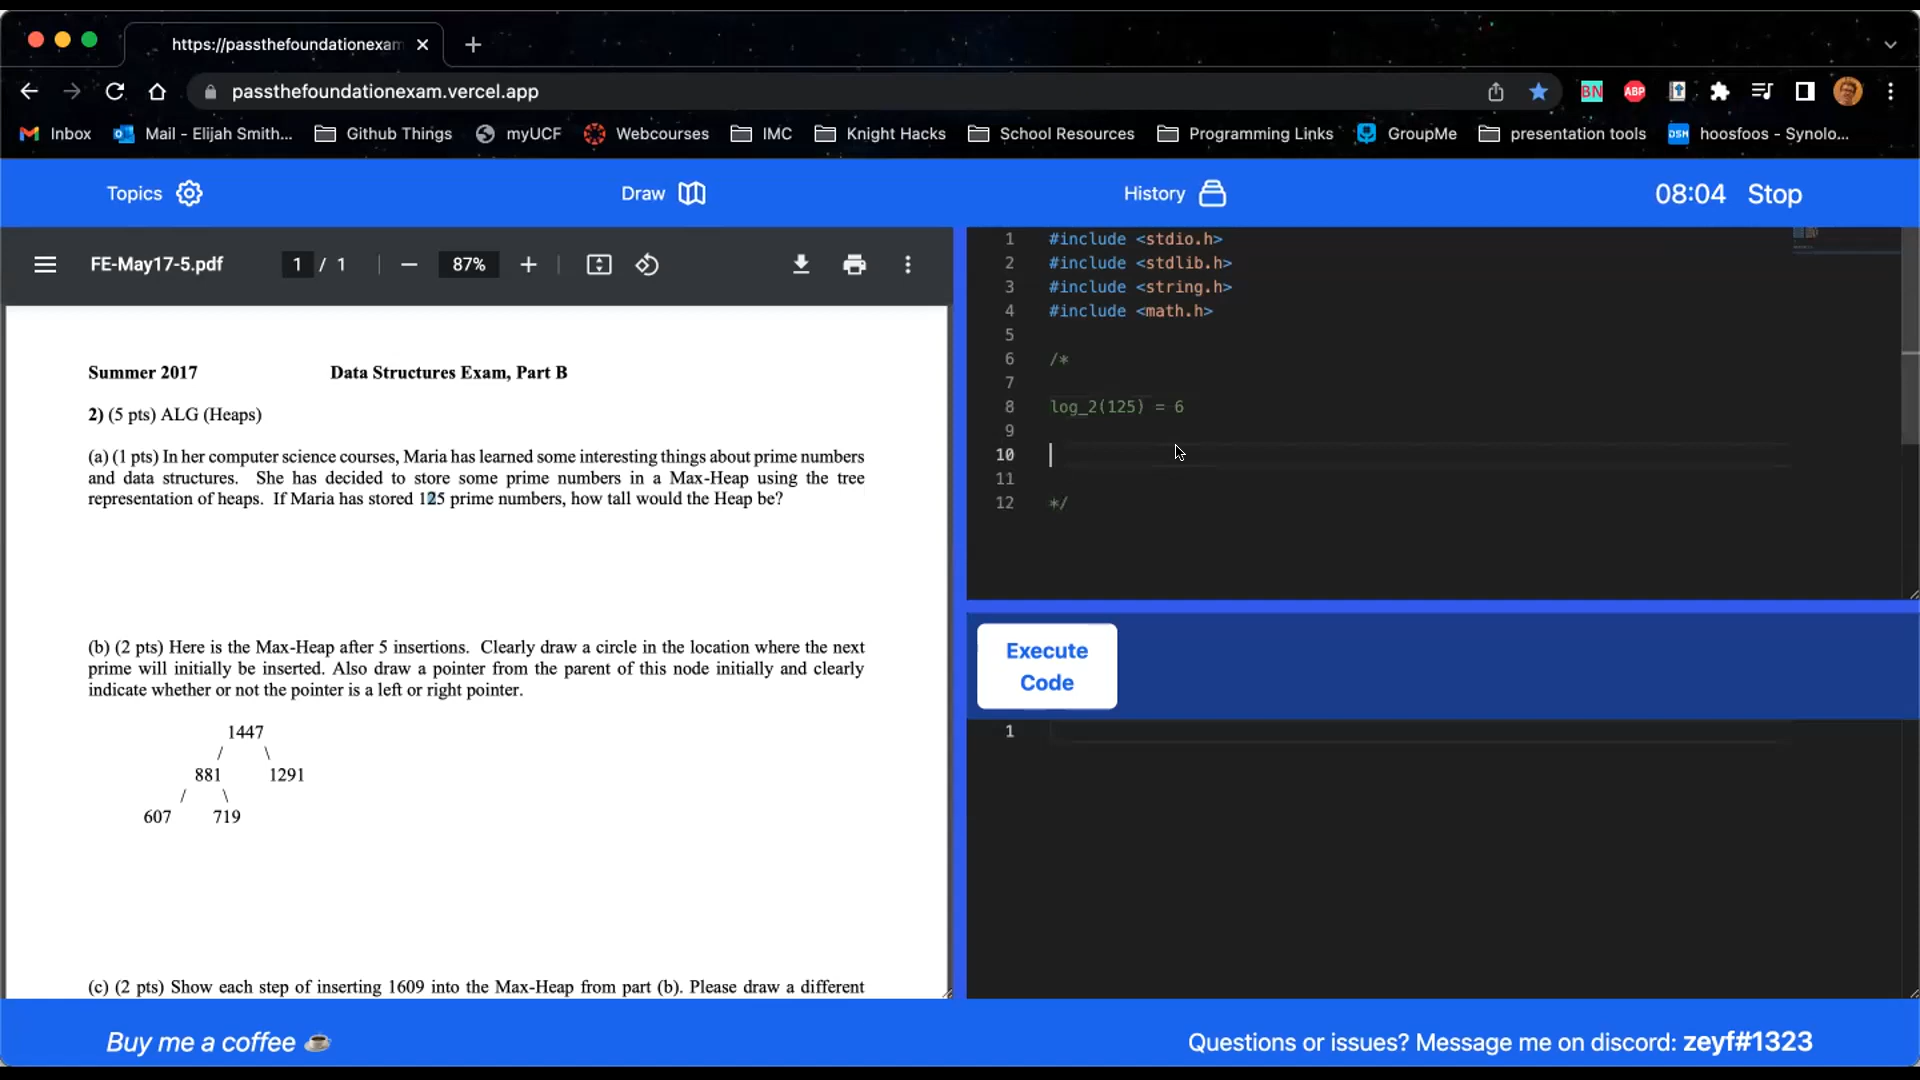 https://passthefoundationexam
passthefoundationexam.vercel.app
BN
ABP
Inbox
Mail - Elijah Smith...
Github Things
myUCF
Webcourses
IMC
Knight Hacks
School Resources
Programming Links
GroupMe
presentation tools
DSM
hoosfoos - Synolo...
Topics
Draw
History
08:04 Stop
FE-May17-5.pdf
1 / 1
87%
Summer 2017 Data Structures Exam, Part B
2) (5 pts) ALG (Heaps)
(a) (1 pts) In her computer science courses, Maria has learned some interesting things about prime numbers
and data structures. She has decided to store some prime numbers in a Max-Heap using the tree
representation of heaps. If Maria has stored 125 prime numbers, how tall would the Heap be?
(b) (2 pts) Here is the Max-Heap after 5 insertions. Clearly draw a circle in the location where the next
prime will initially be inserted. Also draw a pointer from the parent of this node initially and clearly
indicate whether or not the pointer is a left or right pointer.
1447
/ \
881 1291
/ \
607 719
(c) (2 pts) Show each step of inserting 1609 into the Max-Heap from part (b). Please draw a different
1 #include <stdio.h>
2 #include <stdlib.h>
3 #include <string.h>
4 #include <math.h>
5
6 /*
7
8 log_2(125) = 6
9
10
11
12 */
Execute
Code
1
Buy me a coffee
Questions or issues? Message me on discord: zeyf#1323